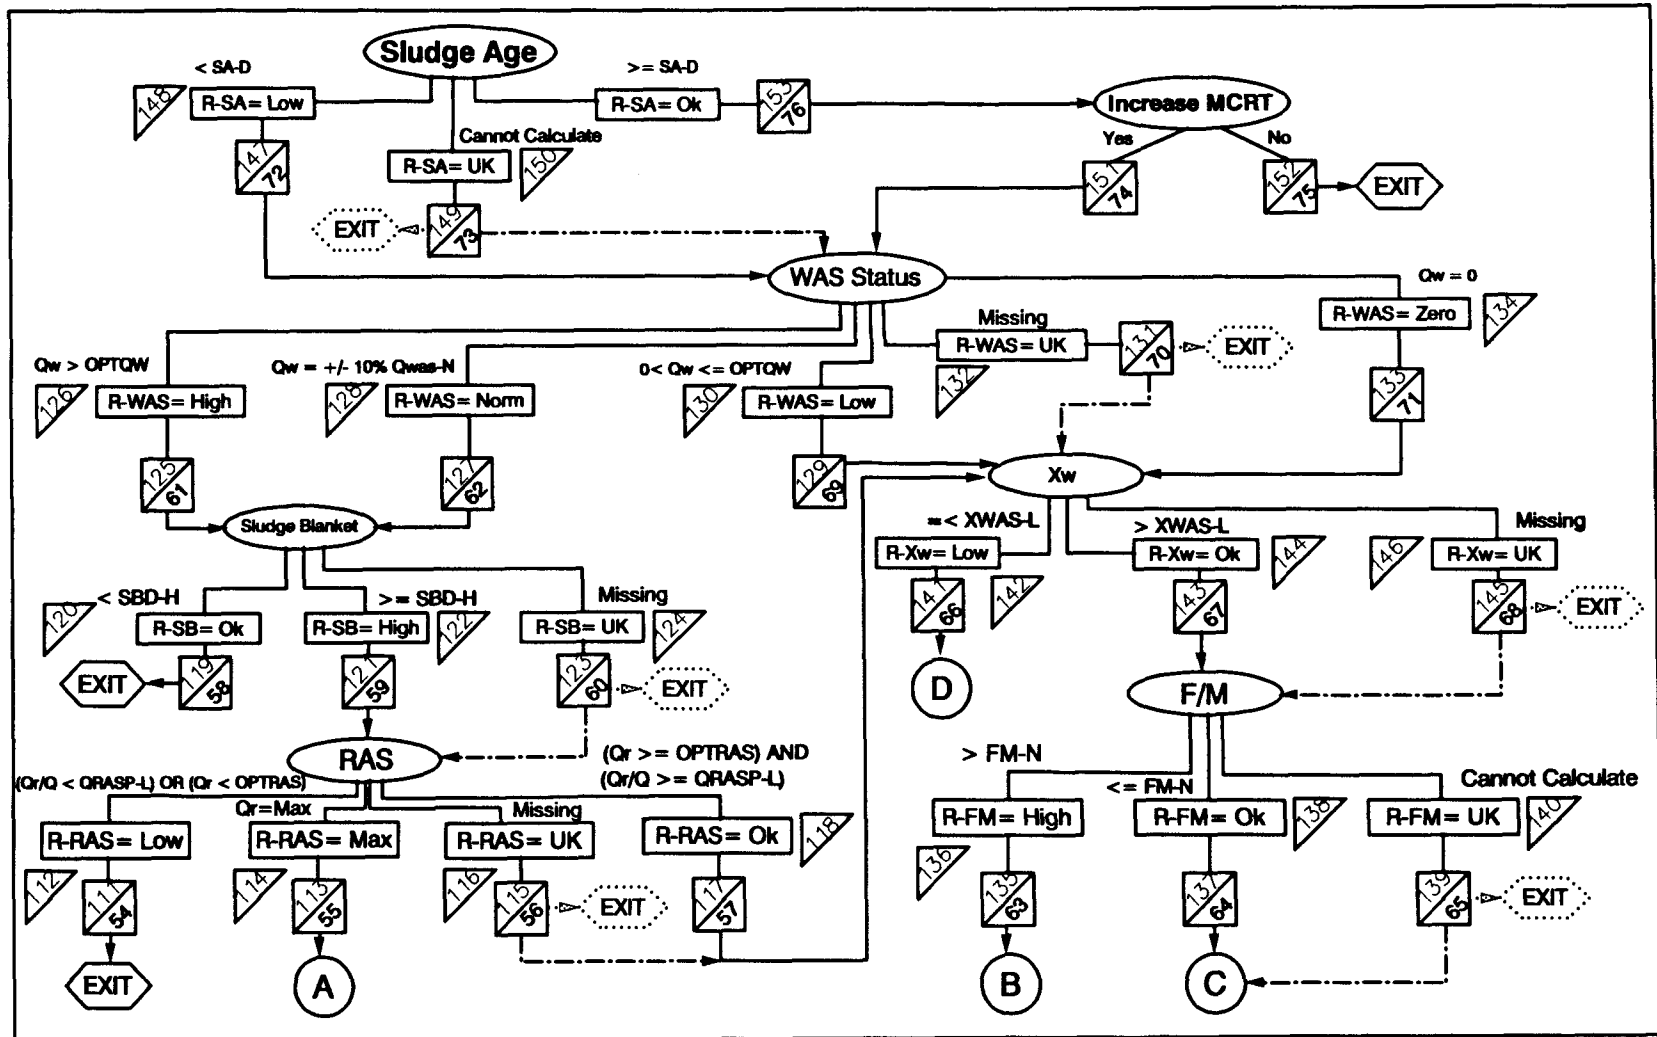 Sludge Age
< SA-D
>= SA-D
148
R-SA= Low
R-SA= Ok
153
76
Increase MCRT
Cannot Calculate
Yes
No
147
72
R-SA= UK
150
151
74
152
75
EXIT
EXIT
149
73
WAS Status
Qw = 0
Missing
R-WAS= Zero
134
R-WAS= UK
131
70
EXIT
Qw > OPTQW
Qw = +/- 10% Qwas-N
0< Qw <= OPTQW
126
R-WAS= High
128
R-WAS= Norm
130
R-WAS= Low
132
133
71
125
61
127
62
129
69
Xw
Sludge Blanket
=< XWAS-L
> XWAS-L
Missing
R-Xw= Low
R-Xw= Ok
144
146
R-Xw= UK
< SBD-H
>= SBD-H
Missing
141
66
142
143
67
145
68
EXIT
120
R-SB= Ok
R-SB= High
122
R-SB= UK
124
EXIT
119
58
121
59
123
60
EXIT
D
F/M
RAS
(Qr >= OPTRAS) AND
(Qr/Q >= QRASP-L)
(Qr/Q < QRASP-L) OR (Qr < OPTRAS)
> FM-N
<= FM-N
Cannot Calculate
Qr=Max
Missing
R-RAS= Low
R-RAS= Max
R-RAS= UK
R-RAS= Ok
118
R-FM= High
R-FM= Ok
138
R-FM= UK
140
112
111
54
114
113
55
116
115
56
EXIT
117
57
136
135
63
137
64
139
65
EXIT
EXIT
A
B
C